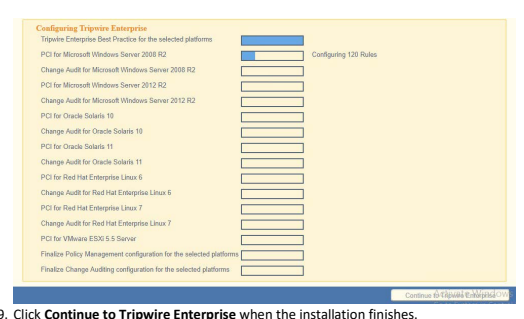 Configuring Tripwire Enterprise
Tripwire Enterprise Best Practice for the selected platforms
PCI for Microsoft Windows Server 2008 R2 Configuring 120 Rules
Change Audit for Microsoft Windows Server 2008 R2
PCI for Microsoft Windows Server 2012 R2
Change Audit for Microsoft Windows Server 2012 R2
PCI for Oracle Solaris 10
Change Audit for Oracle Solaris 10
PCI for Oracle Solaris 11
Change Audit for Oracle Solaris 11
PCI for Red Hat Enterprise Linux 6
Change Audit for Red Hat Enterprise Linux 6
PCI for Red Hat Enterprise Linux 7
Change Audit for Red Hat Enterprise Linux 7
PCI for VMware ESXi 5.5 Server
Finalize Policy Management configuration for the selected platforms
Finalize Change Auditing configuration for the selected platforms
Continue to Tripwire Enterprise
Activate Windows
9. Click Continue to Tripwire Enterprise when the installation finishes.